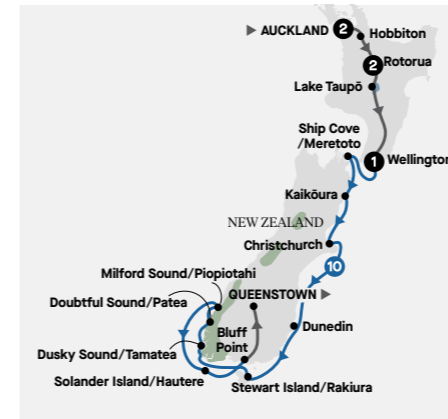 ▶ AUCKLAND 2
Hobbiton
2 Rotorua
Lake Taupō
Ship Cove
/Meretoto
1 Wellington
Kaikōura
NEW ZEALAND
Christchurch
10
Milford Sound/Piopiotahi
Doubtful Sound/Patea
QUEENSTOWN ▶
Bluff
Point
Dunedin
Dusky Sound/Tamatea
Solander Island/Hautere
Stewart Island/Rakiura